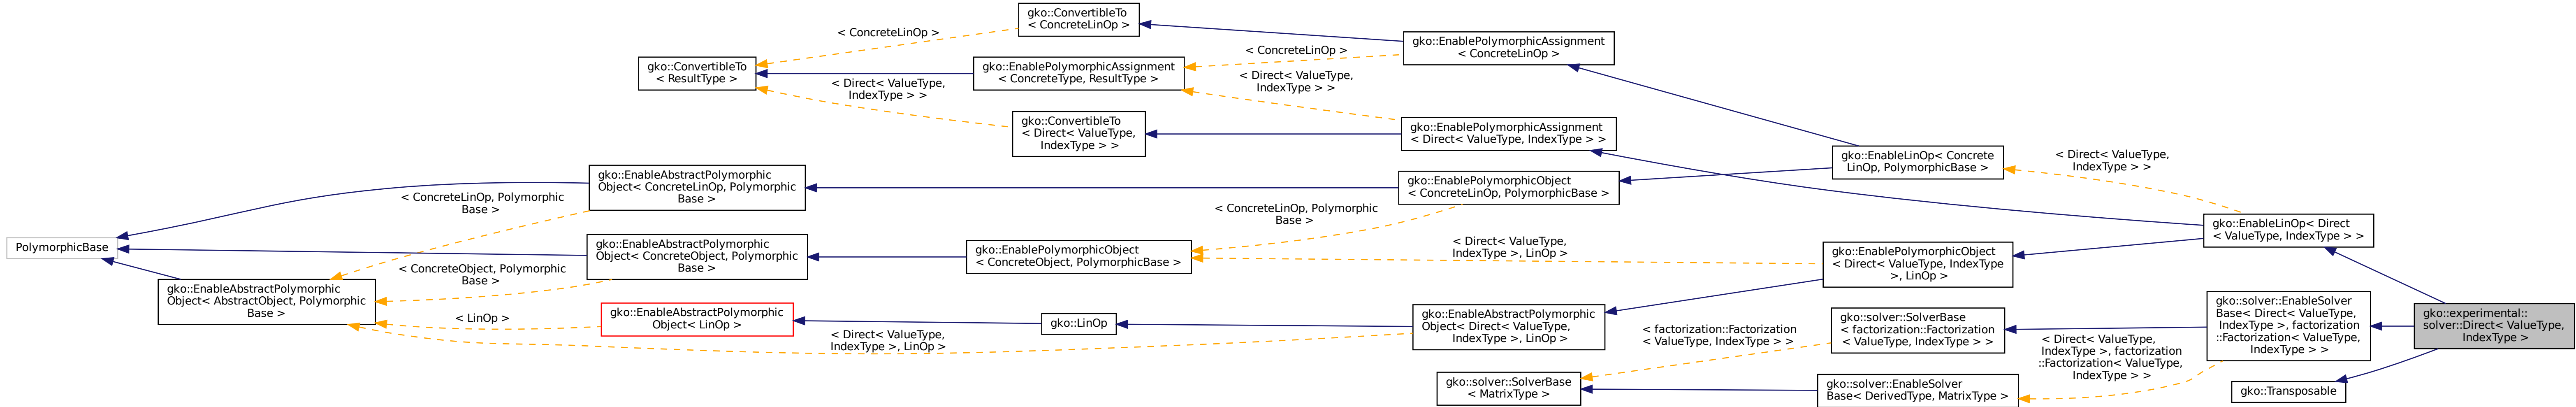 PolymorphicBase
gko::EnableAbstractPolymorphic
Object< AbstractObject, Polymorphic
Base >
< ConcreteLinOp, Polymorphic
Base >
< ConcreteObject, Polymorphic
Base >
< LinOp >
gko::EnableAbstractPolymorphic
Object< ConcreteLinOp, Polymorphic
Base >
gko::EnableAbstractPolymorphic
Object< ConcreteObject, Polymorphic
Base >
gko::EnableAbstractPolymorphic
Object< LinOp >
gko::ConvertibleTo
< ResultType >
< ConcreteLinOp >
< Direct< ValueType,
IndexType > >
< Direct< ValueType,
IndexType >, LinOp >
gko::ConvertibleTo
< ConcreteLinOp >
gko::EnablePolymorphicAssignment
< ConcreteType, ResultType >
gko::ConvertibleTo
< Direct< ValueType,
IndexType > >
gko::EnablePolymorphicObject
< ConcreteObject, PolymorphicBase >
gko::LinOp
< ConcreteLinOp >
< Direct< ValueType,
IndexType > >
< ConcreteLinOp, Polymorphic
Base >
gko::EnablePolymorphicAssignment
< ConcreteLinOp >
gko::EnablePolymorphicAssignment
< Direct< ValueType, IndexType > >
gko::EnablePolymorphicObject
< ConcreteLinOp, PolymorphicBase >
< Direct< ValueType,
IndexType >, LinOp >
gko::EnableAbstractPolymorphic
Object< Direct< ValueType,
IndexType >, LinOp >
gko::solver::SolverBase
< MatrixType >
< factorization::Factorization
< ValueType, IndexType > >
gko::EnableLinOp< Concrete
LinOp, PolymorphicBase >
gko::EnablePolymorphicObject
< Direct< ValueType, IndexType
>, LinOp >
gko::solver::SolverBase
< factorization::Factorization
< ValueType, IndexType > >
gko::solver::EnableSolver
Base< DerivedType, MatrixType >
< Direct< ValueType,
IndexType > >
< Direct< ValueType,
IndexType >, factorization
::Factorization< ValueType,
IndexType > >
gko::EnableLinOp< Direct
< ValueType, IndexType > >
gko::solver::EnableSolver
Base< Direct< ValueType,
IndexType >, factorization
::Factorization< ValueType,
IndexType > >
gko::Transposable
gko::experimental::
solver::Direct< ValueType,
IndexType >